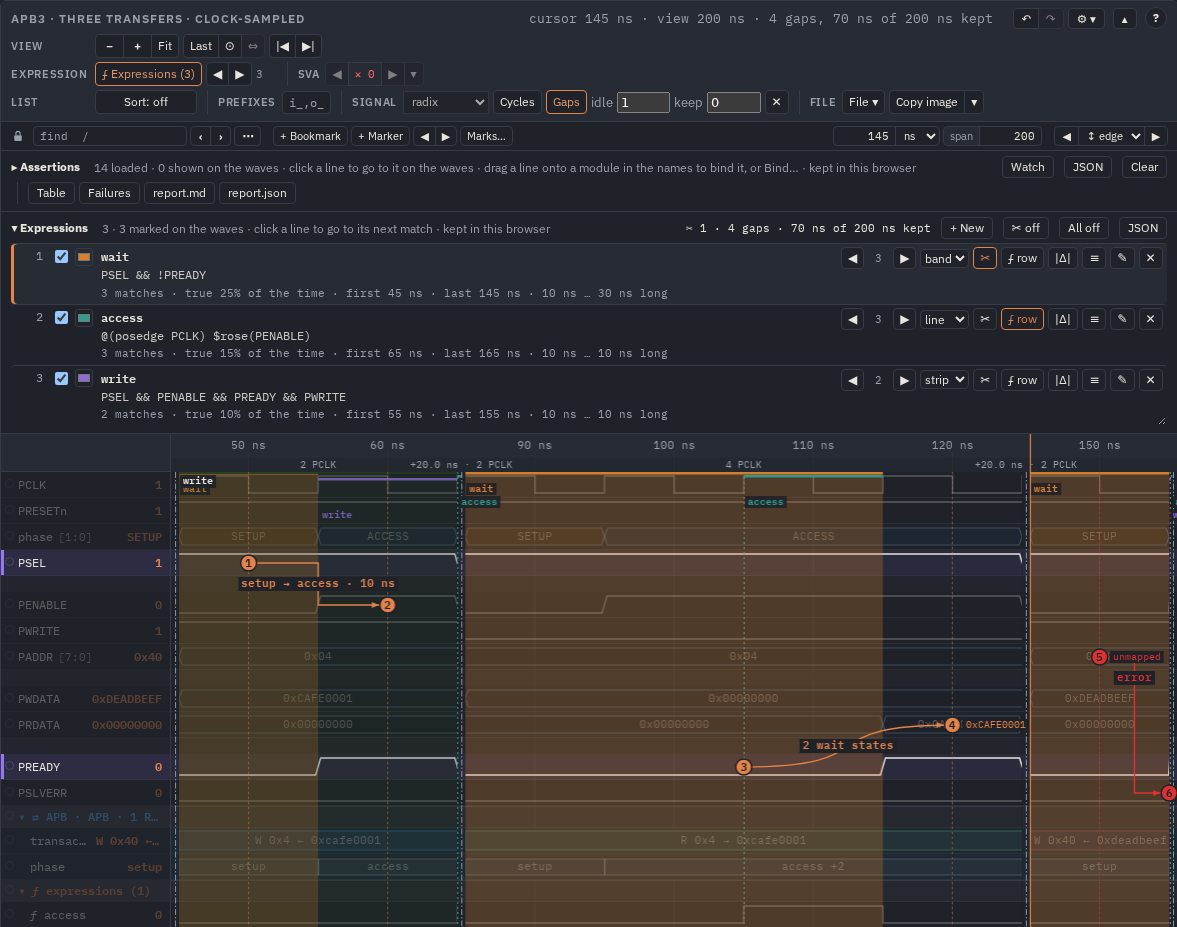 APB3 · THREE TRANSFERS · CLOCK-SAMPLED
cursor 145 ns · view 200 ns · 4 gaps, 70 ns of 200 ns kept
?
VIEW − + Fit Last
EXPRESSION ƒ Expressions (3) ◀ ▶ 3 SVA ◀ × 0 ▶ ▾
LIST Sort: off PREFIXES i_,o_ SIGNAL radix Cycles Gaps idle 1 keep 0 ✕ FILE File ▾ Copy image ▾
find / ‹ › ⋯ + Bookmark + Marker ◀ ▶ Marks… 145 ns span 200 ◀ ↕ edge ▶
▸ Assertions 14 loaded · 0 shown on the waves · click a line to go to it on the waves · drag a line onto a module in the names to bind it, or Bind… · kept in this browser Watch JSON Clear
Table Failures report.md report.json
▾ Expressions 3 · 3 marked on the waves · click a line to go to its next match · kept in this browser ✂ 1 · 4 gaps · 70 ns of 200 ns kept + New ✂ off All off JSON
1 wait ◀ 3 ▶ band ✂ ƒ row |Δ| ≡ ✎ ✕
PSEL && !PREADY
3 matches · true 25% of the time · first 45 ns · last 145 ns · 10 ns … 30 ns long
2 access ◀ 3 ▶ line ✂ ƒ row |Δ| ≡ ✎ ✕
@(posedge PCLK) $rose(PENABLE)
3 matches · true 15% of the time · first 65 ns · last 165 ns · 10 ns … 10 ns long
3 write ◀ 2 ▶ strip ✂ ƒ row |Δ| ≡ ✎ ✕
PSEL && PENABLE && PREADY && PWRITE
2 matches · true 10% of the time · first 55 ns · last 155 ns · 10 ns … 10 ns long
50 ns 60 ns 90 ns 100 ns 110 ns 120 ns 150 ns
2 PCLK +20.0 ns · 2 PCLK 4 PCLK +20.0 ns · 2 PCLK
PCLK 1 write wait wait wait
access access
PRESETn 1 write
phase [1:0] SETUP SETUP ACCESS SETUP ACCESS SETUP
PSEL 1 1
setup → access · 10 ns
PENABLE 0 2
PWRITE 1
PADDR [7:0] 0x40 0x04 0x04 5 unmapped
error
PWDATA 0xDEADBEEF 0xCAFE0001 0x00000000 0xDEADBEEF
PRDATA 0x00000000 0x00000000 0x00000000 4 0xCAFE0001 0x00000000
2 wait states
PREADY 0 3
PSLVERR 0 6
▾ ⇄ APB · APB · 1 R…
transac… W 0x40 ←… W 0x4 ← 0xcafe0001 R 0x4 → 0xcafe0001 W 0x40 ← 0xdeadbeef
phase setup setup access setup access +2 setup
▾ ƒ expressions (1) 0
ƒ access 0